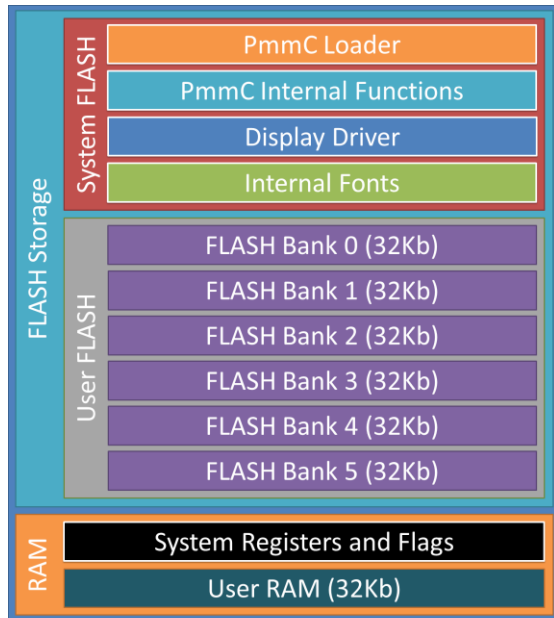 FLASH Storage
System FLASH
PmmC Loader
PmmC Internal Functions
Display Driver
Internal Fonts
User FLASH
FLASH Bank 0 (32Kb)
FLASH Bank 1 (32Kb)
FLASH Bank 2 (32Kb)
FLASH Bank 3 (32Kb)
FLASH Bank 4 (32Kb)
FLASH Bank 5 (32Kb)
RAM
System Registers and Flags
User RAM (32Kb)